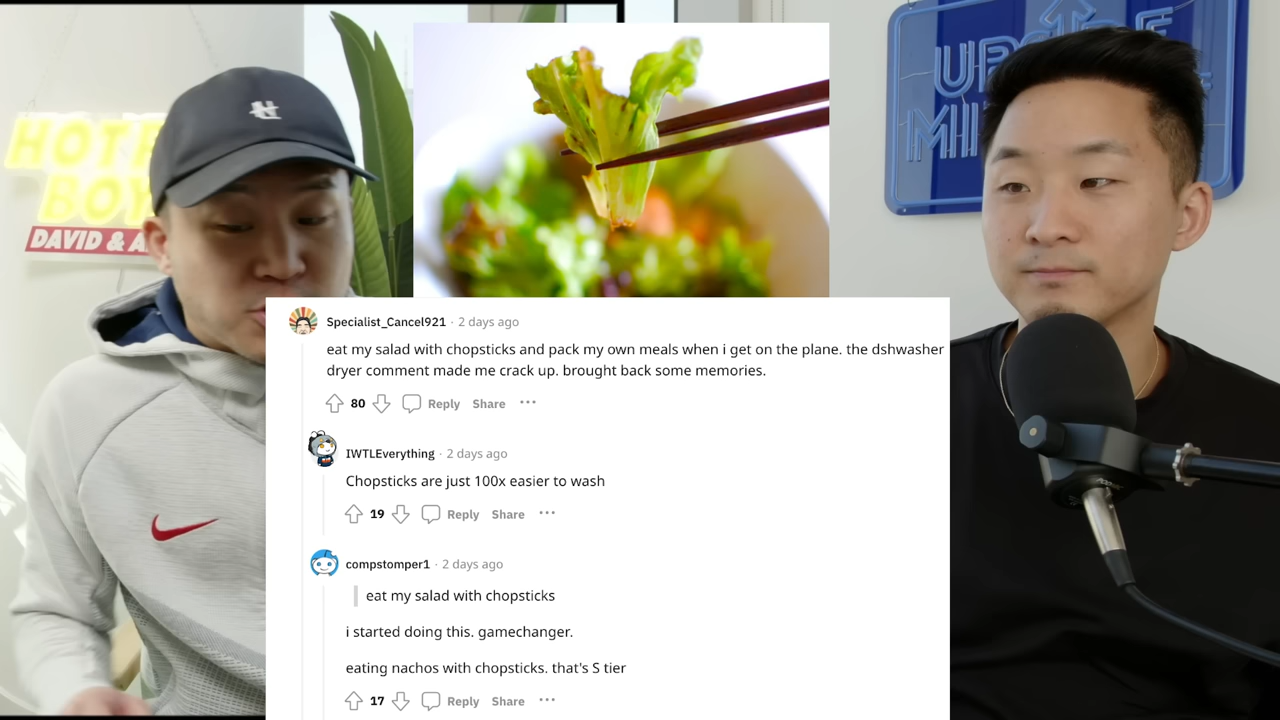 HOT
BOY
DAVID & A
UP
MI
Specialist_Cancel921 · 2 days ago
eat my salad with chopsticks and pack my own meals when i get on the plane. the dshwasher
dryer comment made me crack up. brought back some memories.
80 Reply Share ···
IWTLEverything · 2 days ago
Chopsticks are just 100x easier to wash
19 Reply Share ···
compstomper1 · 2 days ago
eat my salad with chopsticks
i started doing this. gamechanger.
eating nachos with chopsticks. that's S tier
17 Reply Share ···